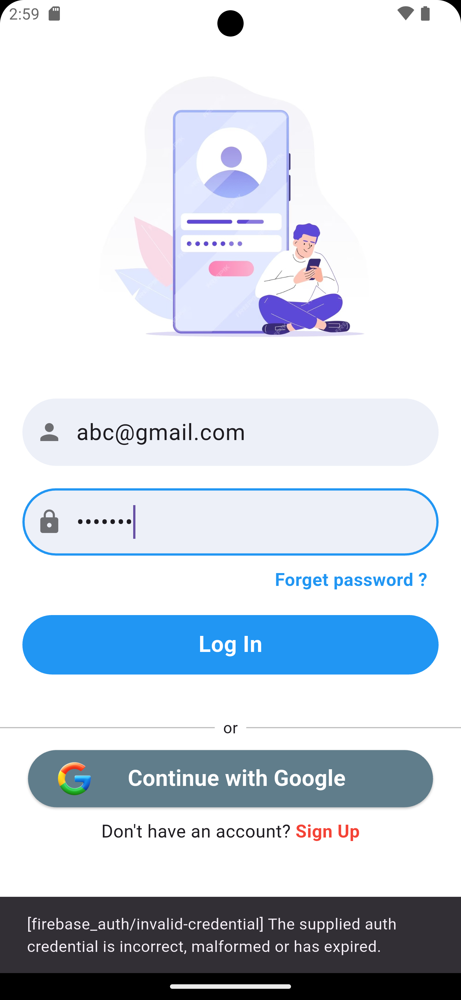 2:59
abc@gmail.com
•••••••
Forget password ?
Log In
or
Continue with Google
Don't have an account? Sign Up
[firebase_auth/invalid-credential] The supplied auth
credential is incorrect, malformed or has expired.